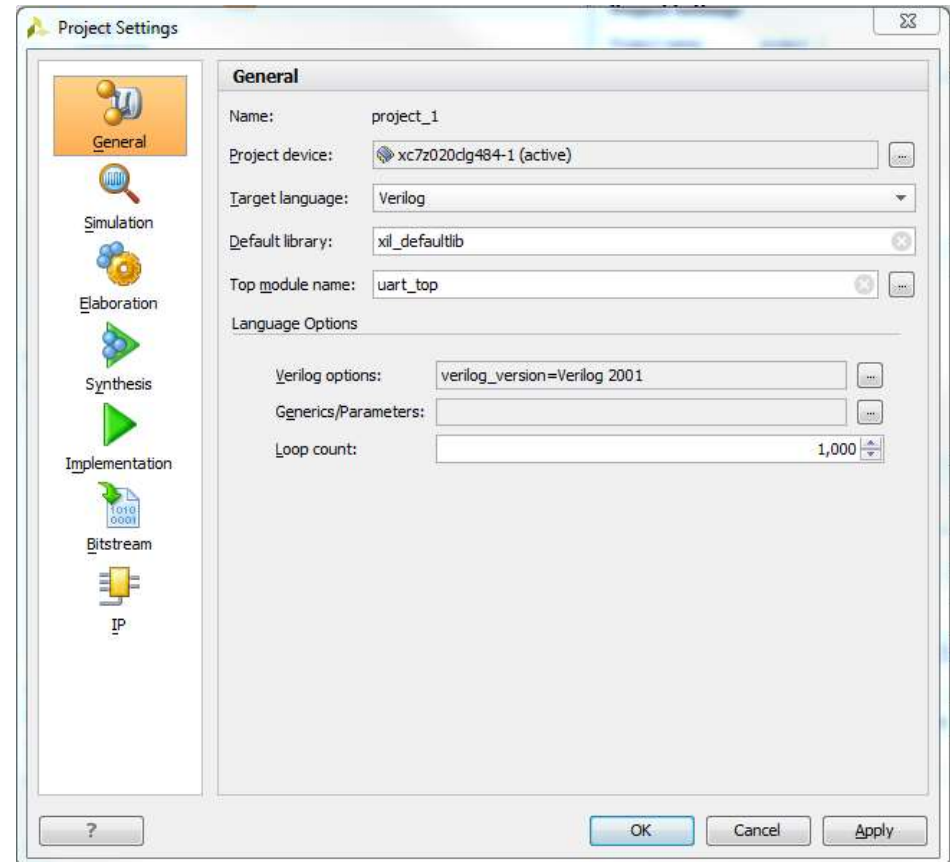 Project Settings
General
Simulation
Elaboration
Synthesis
Implementation
1010
0001
Bitstream
IP
General
Name: project_1
Project device: xc7z020clg484-1 (active) ...
Target language: Verilog
Default library: xil_defaultlib
Top module name: uart_top ...
Language Options
Verilog options: verilog_version=Verilog 2001 ...
Generics/Parameters: ...
Loop count: 1,000
? OK Cancel Apply